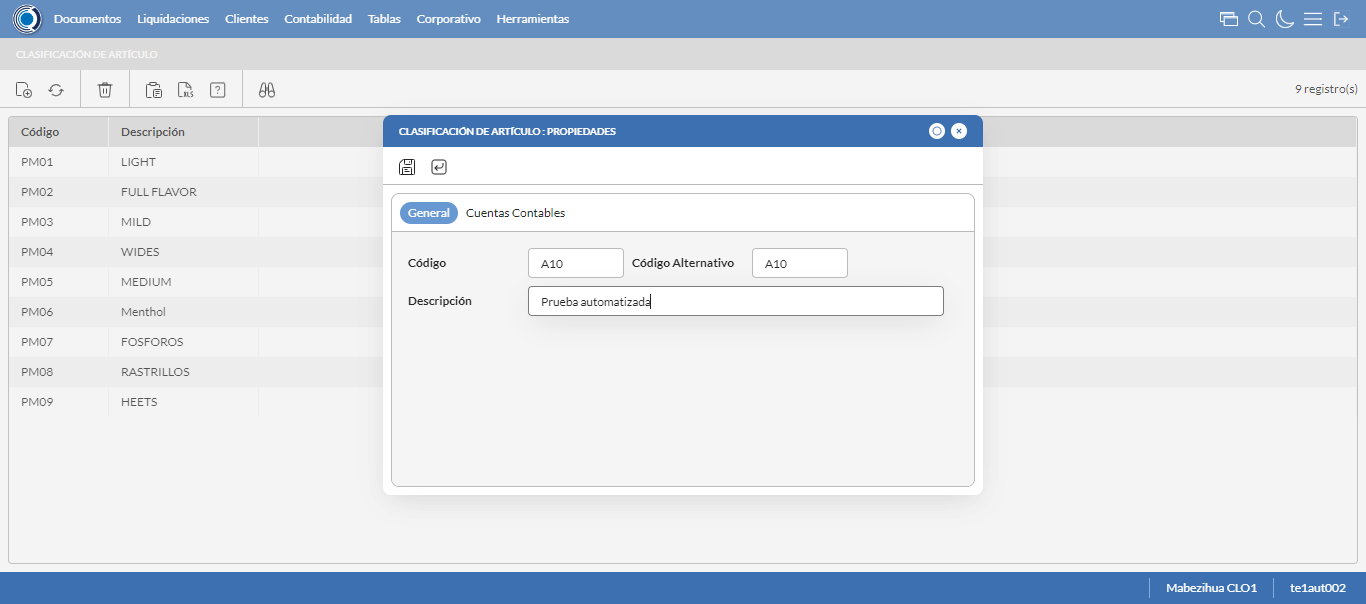 Documentos Liquidaciones Clientes Contabilidad Tablas Corporativo Herramientas
CLASIFICACIÓN DE ARTÍCULO
XLS ? 9 registro(s)
Código Descripción
PM01 LIGHT
PM02 FULL FLAVOR
PM03 MILD
PM04 WIDES
PM05 MEDIUM
PM06 Menthol
PM07 FOSFOROS
PM08 RASTRILLOS
PM09 HEETS
CLASIFICACIÓN DE ARTÍCULO : PROPIEDADES
General Cuentas Contables
Código A10 Código Alternativo A10
Descripción Prueba automatizada
Mabezihua CLO1 te1aut002